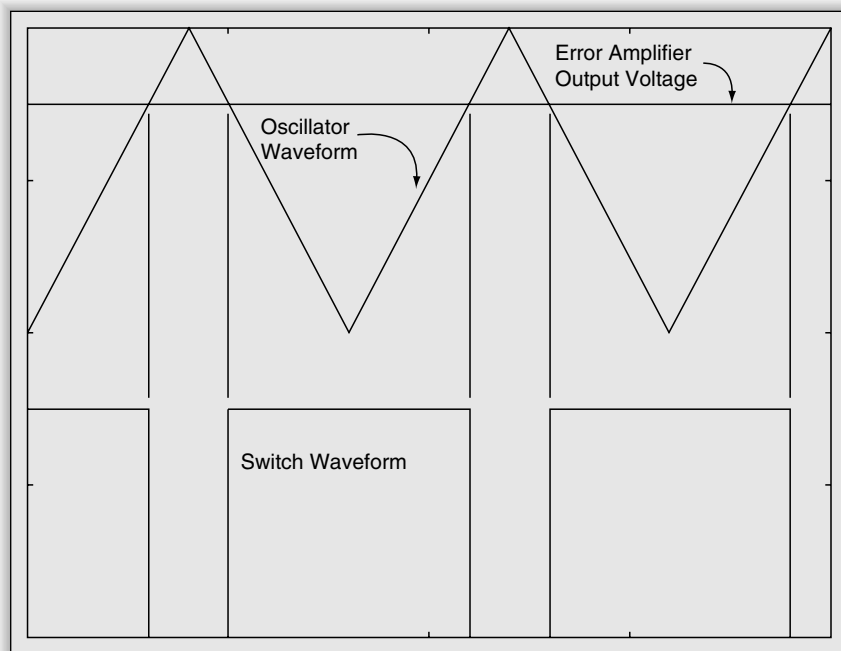 Error Amplifier
Output Voltage
Oscillator
Waveform
Switch Waveform